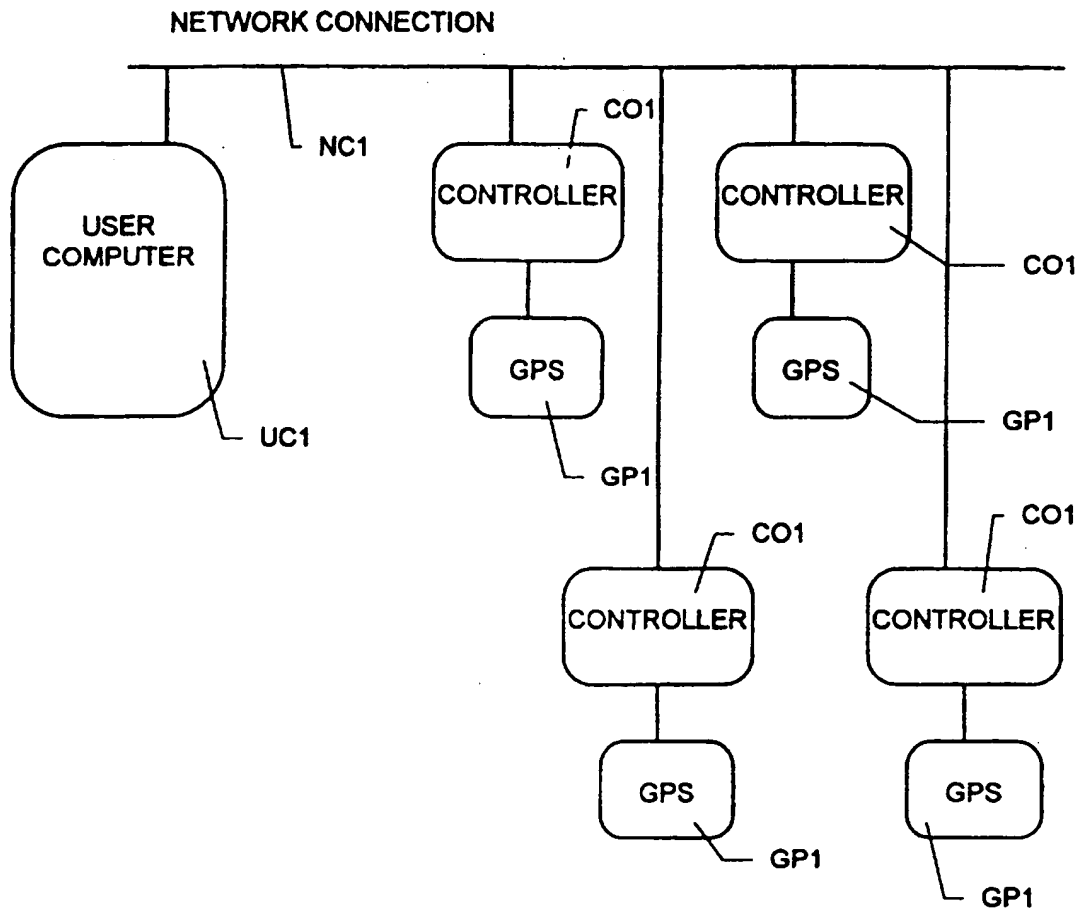 NETWORK CONNECTION
NC1
CO1
USER
COMPUTER
CONTROLLER
CONTROLLER
CO1
GPS
GPS
UC1
GP1
GP1
CO1
CO1
CONTROLLER
CONTROLLER
GPS
GPS
GP1
GP1